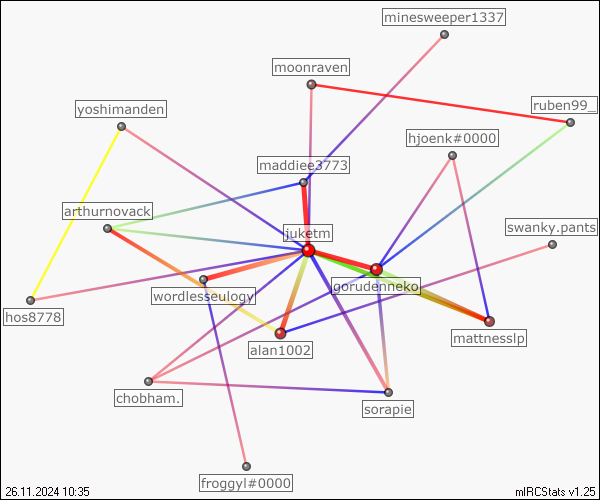 minesweeper1337
moonraven
yoshimanden
ruben99_
hjoenk#0000
maddiee3773
arthurnovack
swanky.pants
juketm
gorudenneko
wordlesseulogy
hos8778
mattnesslp
alan1002
chobham.
sorapie
froggyl#0000
26.11.2024 10:35
mIRCStats v1.25